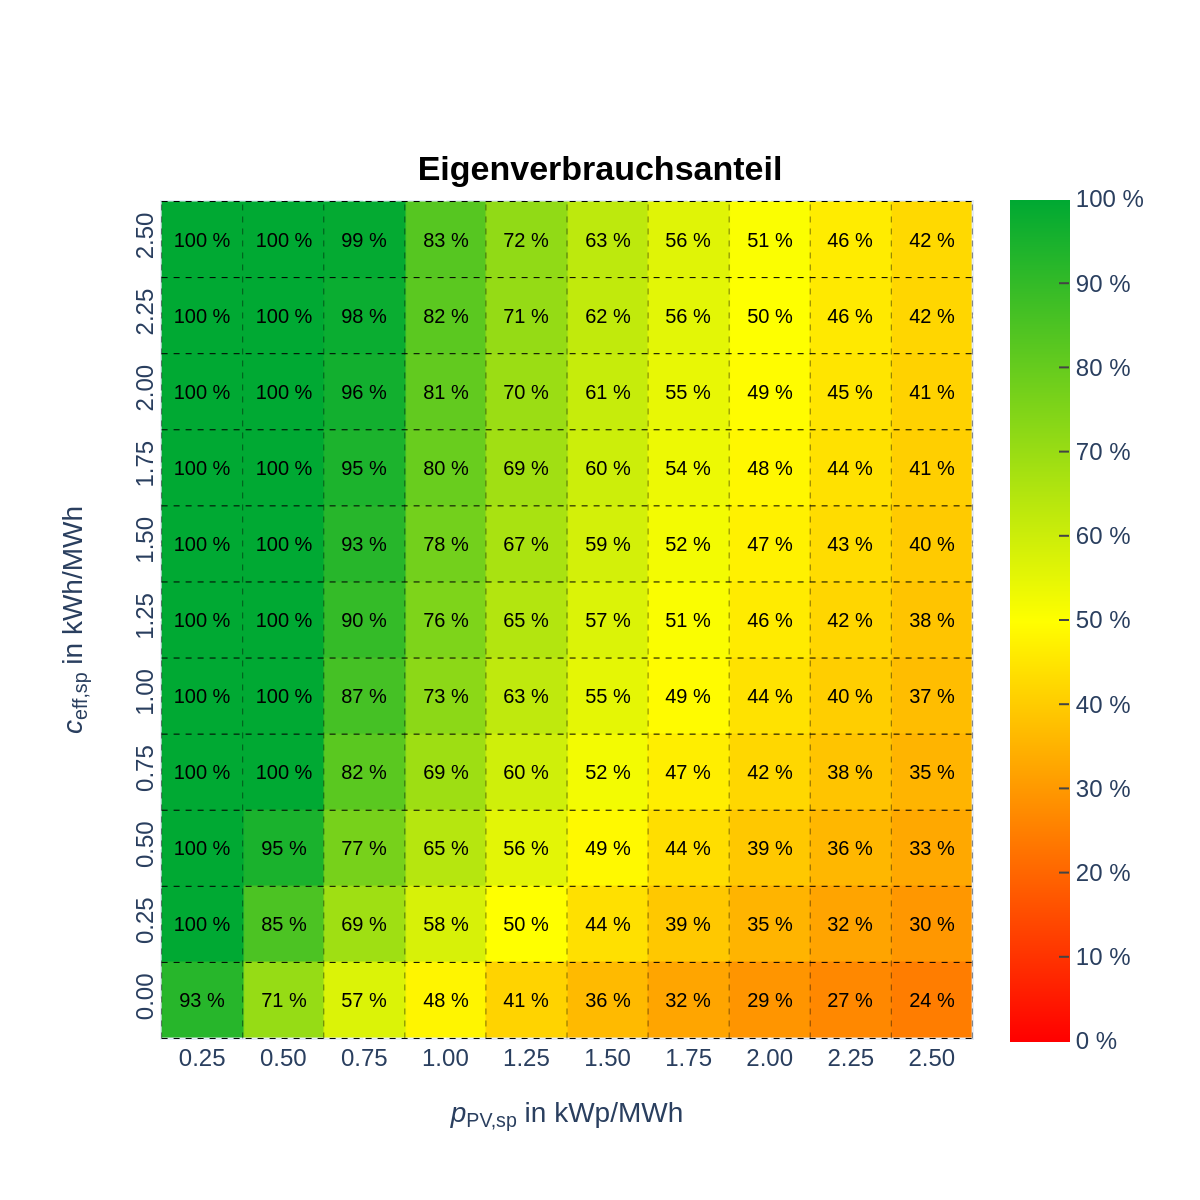 Eigenverbrauchsanteil
2.50 100 % 100 % 99 % 83 % 72 % 63 % 56 % 51 % 46 % 42 %
2.25 100 % 100 % 98 % 82 % 71 % 62 % 56 % 50 % 46 % 42 %
2.00 100 % 100 % 96 % 81 % 70 % 61 % 55 % 49 % 45 % 41 %
1.75 100 % 100 % 95 % 80 % 69 % 60 % 54 % 48 % 44 % 41 %
1.50 100 % 100 % 93 % 78 % 67 % 59 % 52 % 47 % 43 % 40 %
1.25 100 % 100 % 90 % 76 % 65 % 57 % 51 % 46 % 42 % 38 %
1.00 100 % 100 % 87 % 73 % 63 % 55 % 49 % 44 % 40 % 37 %
0.75 100 % 100 % 82 % 69 % 60 % 52 % 47 % 42 % 38 % 35 %
0.50 100 % 95 % 77 % 65 % 56 % 49 % 44 % 39 % 36 % 33 %
0.25 100 % 85 % 69 % 58 % 50 % 44 % 39 % 35 % 32 % 30 %
0.00 93 % 71 % 57 % 48 % 41 % 36 % 32 % 29 % 27 % 24 %
0.25 0.50 0.75 1.00 1.25 1.50 1.75 2.00 2.25 2.50
p PV,sp in kWp/MWh
c eff,sp in kWh/MWh
100 %
90 %
80 %
70 %
60 %
50 %
40 %
30 %
20 %
10 %
0 %